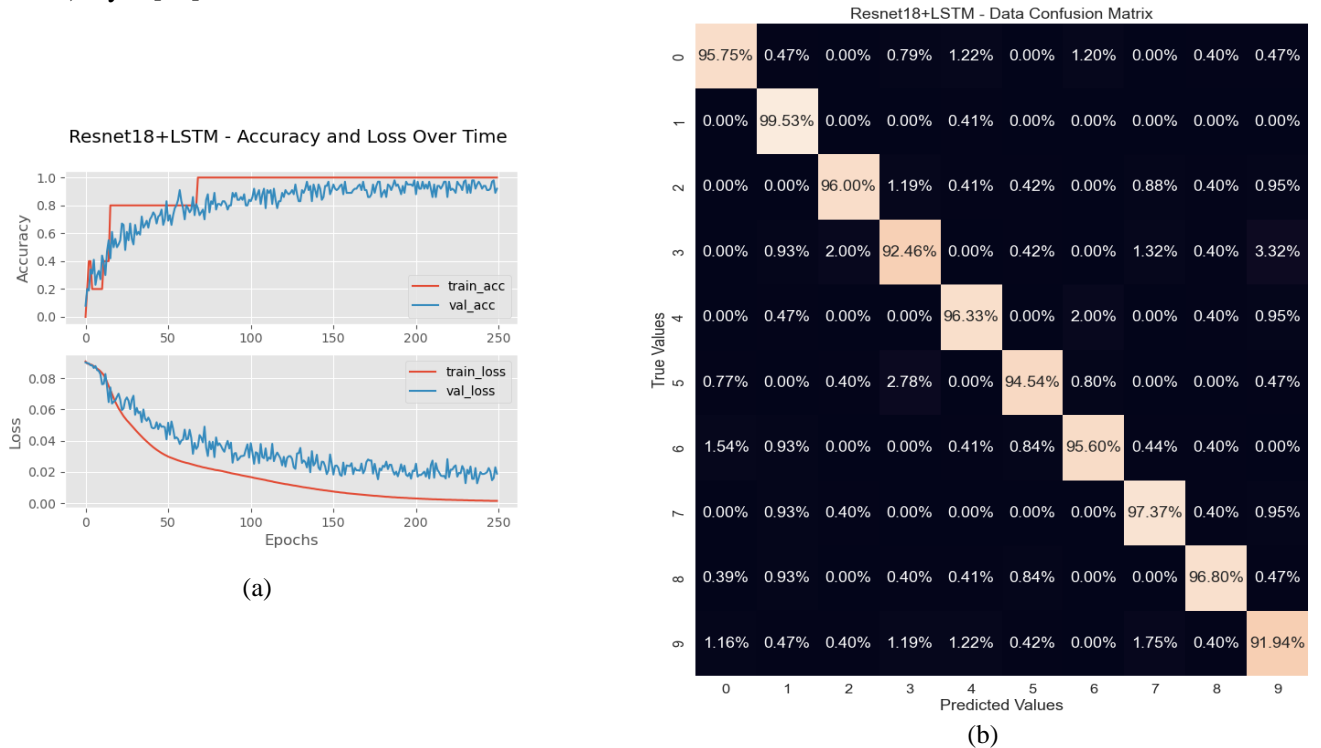 Resnet18+LSTM - Accuracy and Loss Over Time
Accuracy
1.0
0.8
0.6
0.4
0.2
0.0
train_acc
val_acc
0 50 100 150 200 250
Loss
0.08
0.06
0.04
0.02
0.00
train_loss
val_loss
0 50 100 150 200 250
Epochs
(a)
Resnet18+LSTM - Data Confusion Matrix
True Values
0 95.75% 0.47% 0.00% 0.79% 1.22% 0.00% 1.20% 0.00% 0.40% 0.47%
1 0.00% 99.53% 0.00% 0.00% 0.41% 0.00% 0.00% 0.00% 0.00% 0.00%
2 0.00% 0.00% 96.00% 1.19% 0.41% 0.42% 0.00% 0.88% 0.40% 0.95%
3 0.00% 0.93% 2.00% 92.46% 0.00% 0.42% 0.00% 1.32% 0.40% 3.32%
4 0.00% 0.47% 0.00% 0.00% 96.33% 0.00% 2.00% 0.00% 0.40% 0.95%
5 0.77% 0.00% 0.40% 2.78% 0.00% 94.54% 0.80% 0.00% 0.00% 0.47%
6 1.54% 0.93% 0.00% 0.00% 0.41% 0.84% 95.60% 0.44% 0.40% 0.00%
7 0.00% 0.93% 0.40% 0.00% 0.00% 0.00% 0.00% 97.37% 0.40% 0.95%
8 0.39% 0.93% 0.00% 0.40% 0.41% 0.84% 0.00% 0.00% 96.80% 0.47%
9 1.16% 0.47% 0.40% 1.19% 1.22% 0.42% 0.00% 1.75% 0.40% 91.94%
0 1 2 3 4 5 6 7 8 9
Predicted Values
(b)